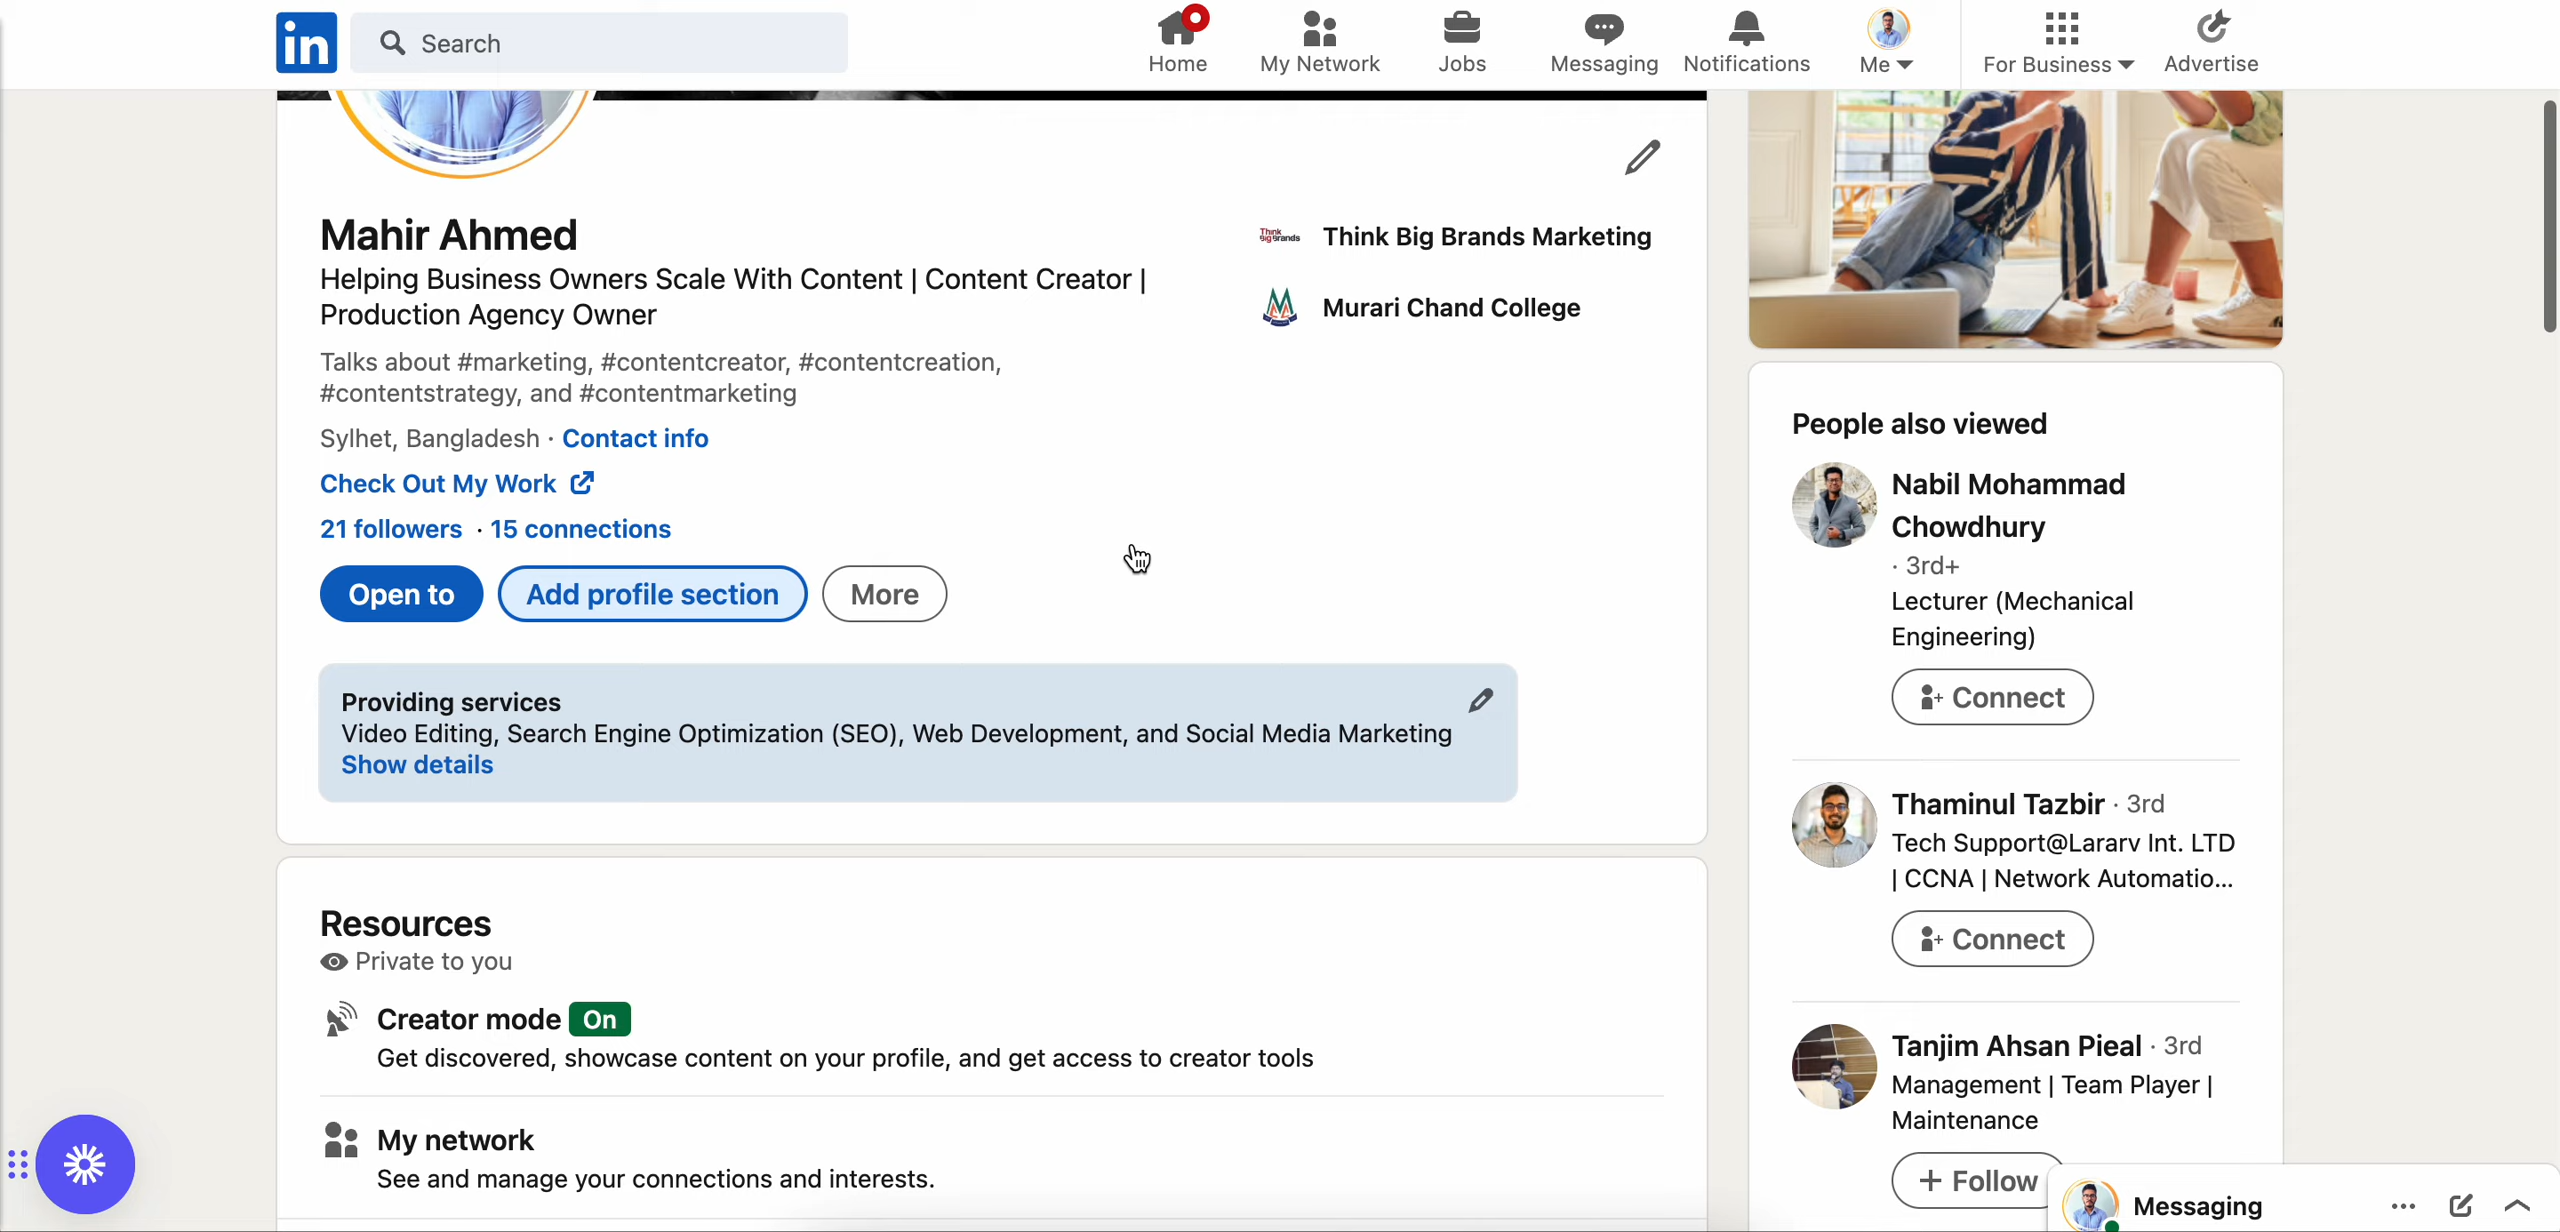 in
Search
Home
My Network
Jobs
Messaging
Notifications
Me
For Business
Advertise
Mahir Ahmed
Helping Business Owners Scale With Content | Content Creator |
Production Agency Owner
Talks about #marketing, #contentcreator, #contentcreation,
#contentstrategy, and #contentmarketing
Sylhet, Bangladesh · Contact info
Check Out My Work
21 followers · 15 connections
Open to
Add profile section
More
Think Big Brands
Think Big Brands Marketing
Murari Chand College
Providing services
Video Editing, Search Engine Optimization (SEO), Web Development, and Social Media Marketing
Show details
Resources
Private to you
Creator mode On
Get discovered, showcase content on your profile, and get access to creator tools
My network
See and manage your connections and interests.
People also viewed
Nabil Mohammad
Chowdhury
· 3rd+
Lecturer (Mechanical
Engineering)
Connect
Thaminul Tazbir · 3rd
Tech Support@Lararv Int. LTD
| CCNA | Network Automatio...
Connect
Tanjim Ahsan Pieal · 3rd
Management | Team Player |
Maintenance
+ Follow
Messaging